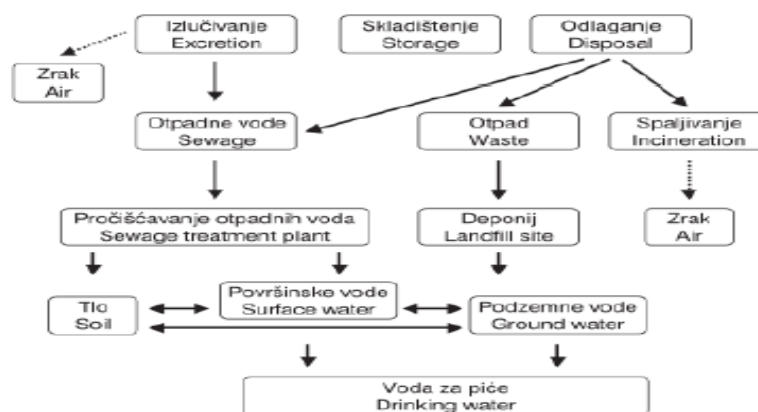 Izlučivanje
Excretion
Skladištenje
Storage
Odlaganje
Disposal
Zrak
Air
Otpadne vode
Sewage
Otpad
Waste
Spaljivanje
Incineration
Pročišćavanje otpadnih voda
Sewage treatment plant
Deponij
Landfill site
Zrak
Air
Tlo
Soil
Površinske vode
Surface water
Podzemne vode
Ground water
Voda za piće
Drinking water